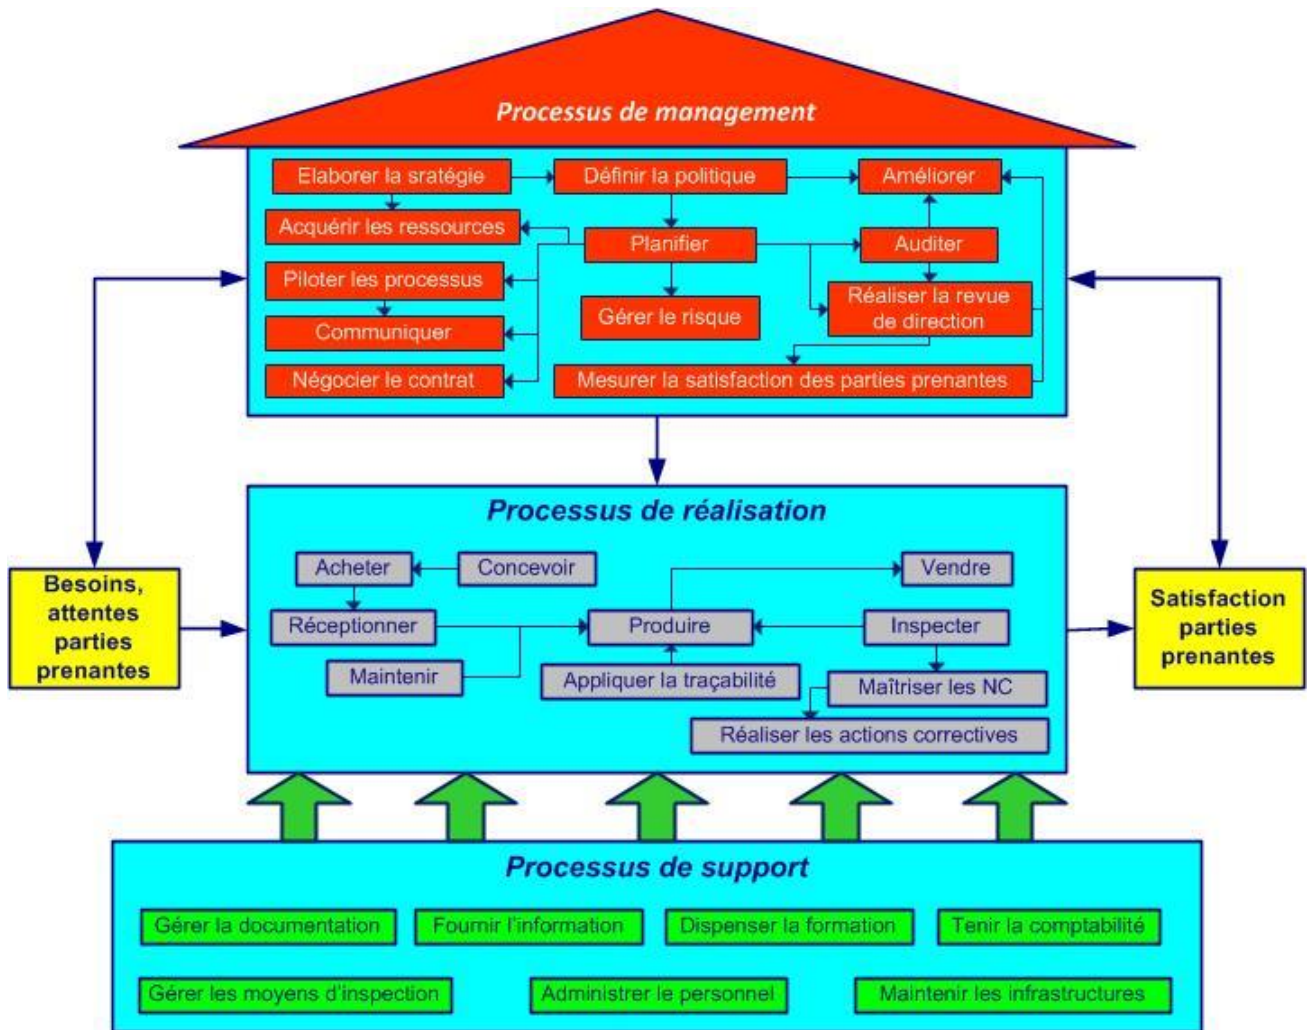 Processus de management
Elaborer la sratégie
Définir la politique
Améliorer
Acquérir les ressources
Planifier
Auditer
Piloter les processus
Réaliser la revue
de direction
Gérer le risque
Communiquer
Négocier le contrat
Mesurer la satisfaction des parties prenantes
Processus de réalisation
Acheter
Concevoir
Vendre
Besoins,
attentes
parties
prenantes
Réceptionner
Produire
Inspecter
Satisfaction
parties
prenantes
Maintenir
Appliquer la traçabilité
Maîtriser les NC
Réaliser les actions correctives
Processus de support
Gérer la documentation
Fournir l'information
Dispenser la formation
Tenir la comptabilité
Gérer les moyens d'inspection
Administrer le personnel
Maintenir les infrastructures